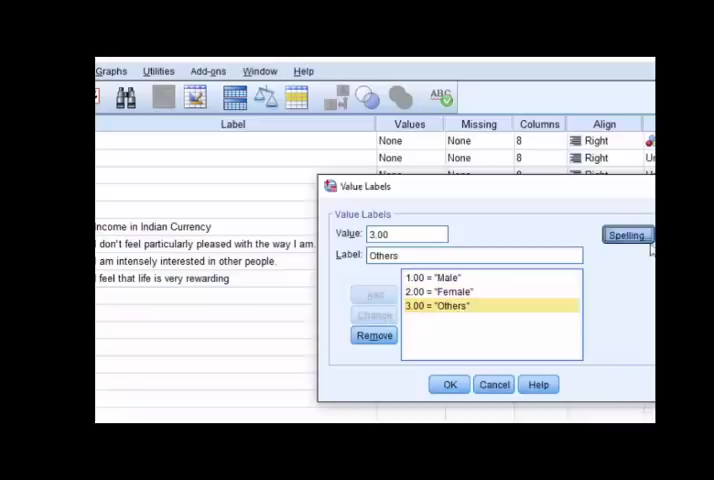 Graphs Utilities Add-ons Window Help
ABC
Label Values Missing Columns Align
None None 8 Right
None None 8 Right
Value Labels
Value Labels
Value: 3.00
Spelling...
Label: Others
1.00 = "Male"
2.00 = "Female"
3.00 = "Others"
Add
Change
Remove
OK Cancel Help
Income in Indian Currency
I don't feel particularly pleased with the way I am.
I am intensely interested in other people.
I feel that life is very rewarding